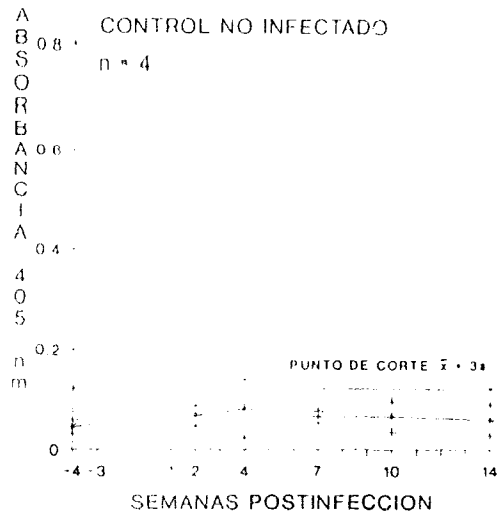 ABSORBANCIA 405 nm
CONTROL NO INFECTADO
n = 4
0.8
0.6
0.4
0.2
0
PUNTO DE CORTE x̄ + 3s
-4 -3 1 2 4 7 10 14
SEMANAS POSTINFECCION